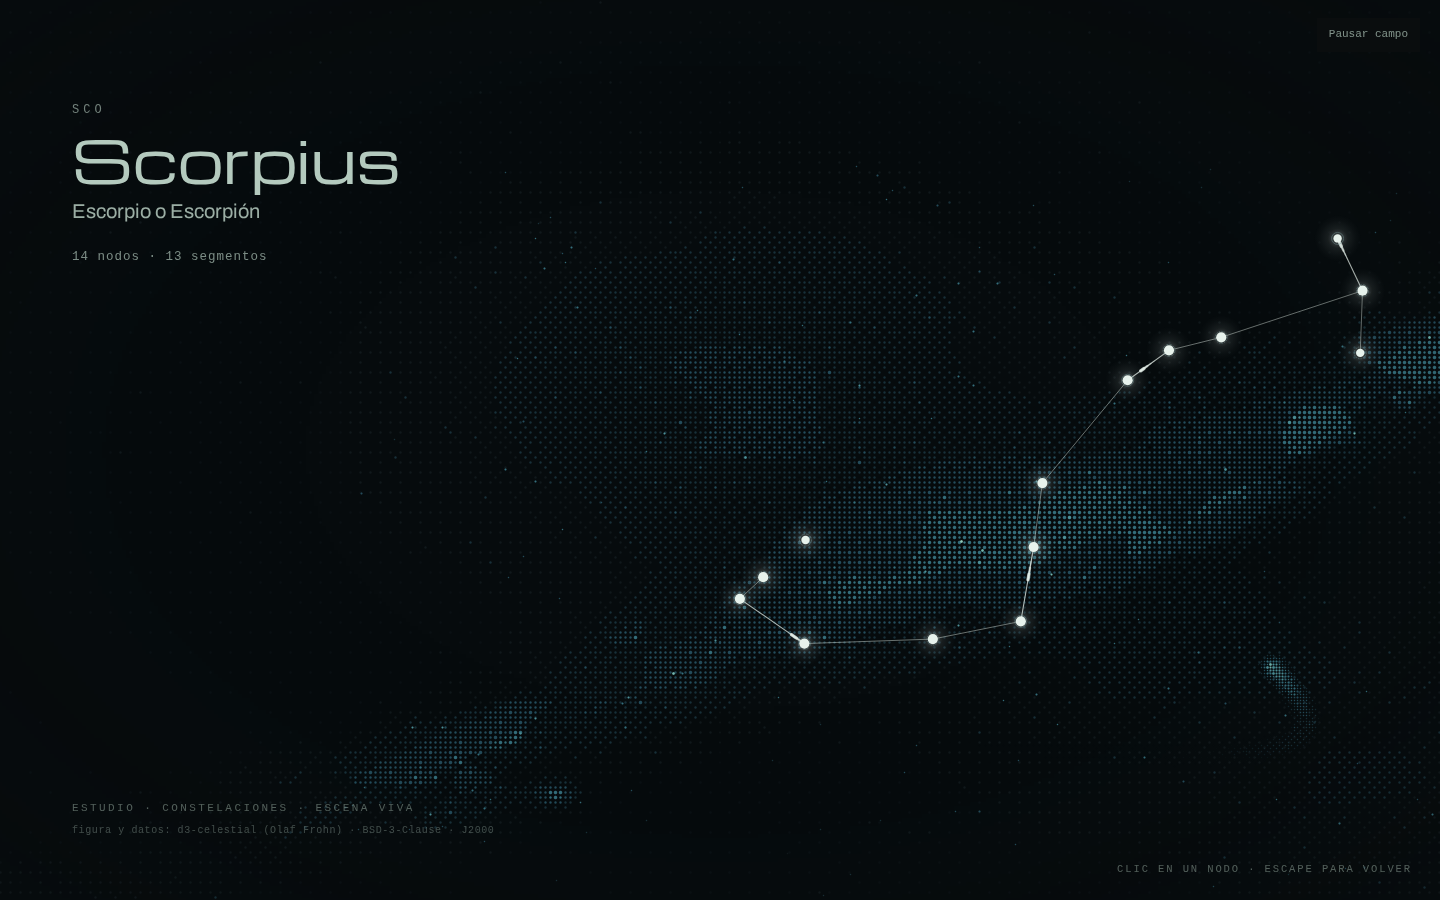 Pausar campo
SCO
Scorpius
Escorpio o Escorpión
14 nodos · 13 segmentos
ESTUDIO · CONSTELACIONES · ESCENA VIVA
figura y datos: d3-celestial (Olaf Frohn) · BSD-3-Clause · J2000
CLIC EN UN NODO · ESCAPE PARA VOLVER